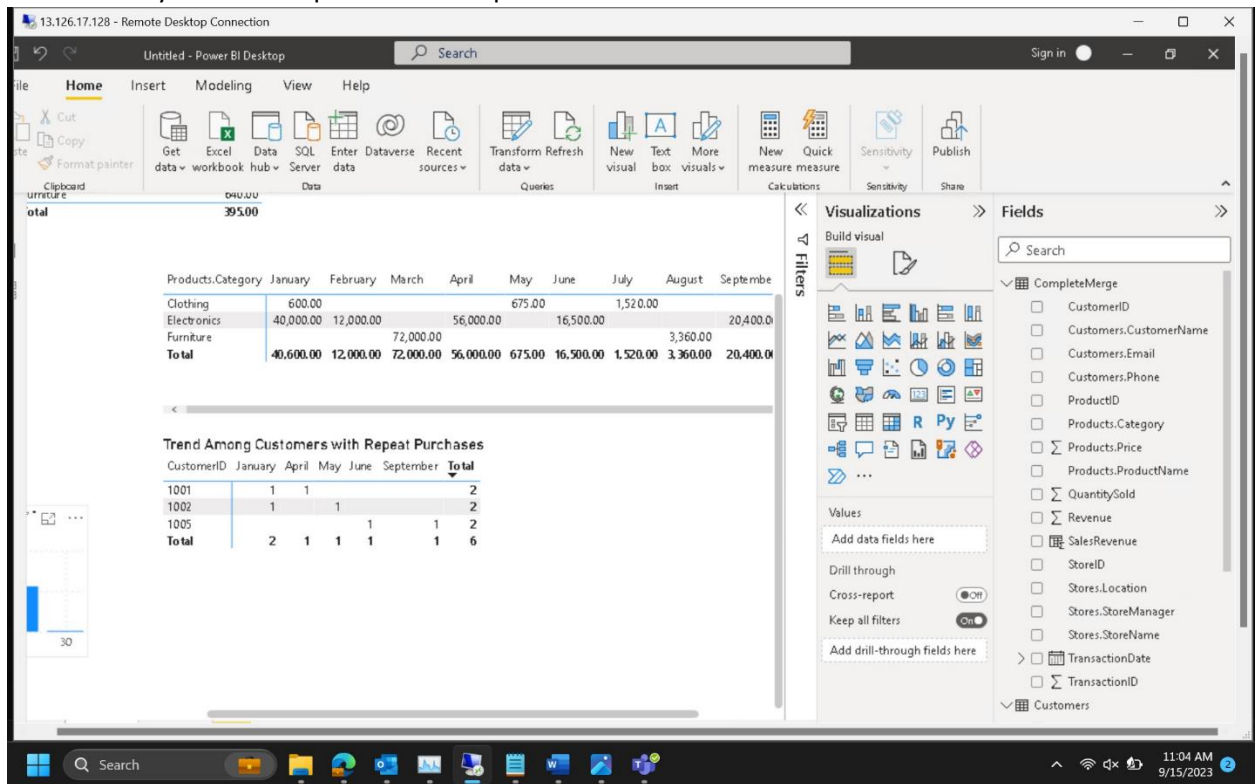 13.126.17.128 - Remote Desktop Connection
Untitled - Power BI Desktop
Search
Sign in
File Home Insert Modeling View Help
Cut
Copy
Format painter
Clipboard
Get data
Excel workbook
Data hub
SQL Server
Enter data
Dataverse
Recent sources
Data
Transform data
Refresh
Queries
New visual
Text box
More visuals
Insert
New measure
Quick measure
Calculations
Sensitivity
Sensitivity
Publish
Share
urniture 640.00
otal 395.00
Products.Category January February March April May June July August Septembe
Clothing 600.00 675.00 1,520.00
Electronics 40,000.00 12,000.00 56,000.00 16,500.00 20,400.0
Furniture 72,000.00 3,360.00
Total 40,600.00 12,000.00 72,000.00 56,000.00 675.00 16,500.00 1,520.00 3,360.00 20,400.0
Trend Among Customers with Repeat Purchases
CustomerID January April May June September Total
1001 1 1 2
1002 1 1 2
1005 1 1 2
Total 2 1 1 1 1 6
30
Filters
Visualizations
Build visual
123
R Py
Values
Add data fields here
Drill through
Cross-report Off
Keep all filters On
Add drill-through fields here
Fields
Search
CompleteMerge
CustomerID
Customers.CustomerName
Customers.Email
Customers.Phone
ProductID
Products.Category
∑ Products.Price
Products.ProductName
∑ QuantitySold
∑ Revenue
SalesRevenue
StoreID
Stores.Location
Stores.StoreManager
Stores.StoreName
TransactionDate
∑ TransactionID
Customers
Search
11:04 AM
9/15/2023
2